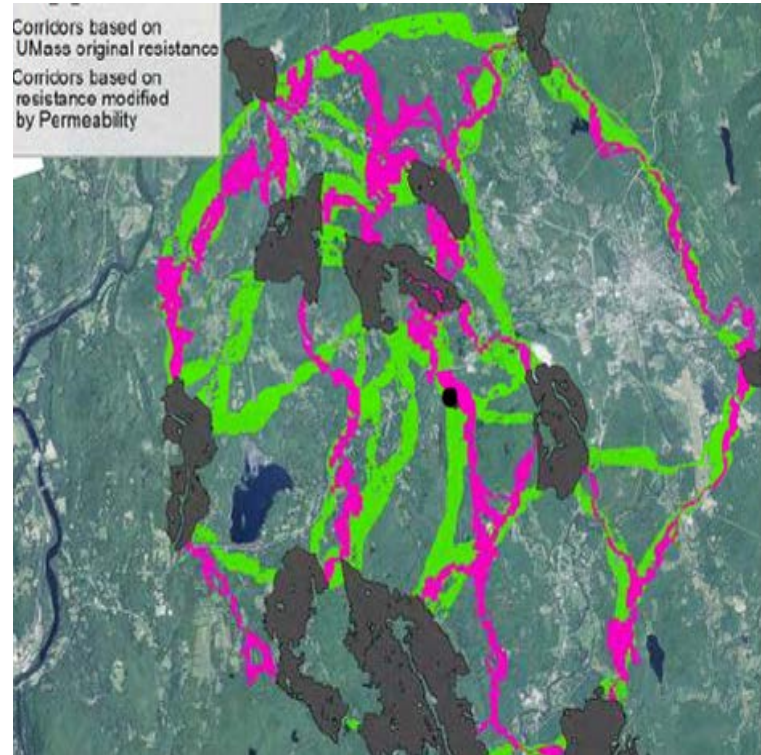 Corridors based on
UMass original resistance
Corridors based on
resistance modified
by Permeability